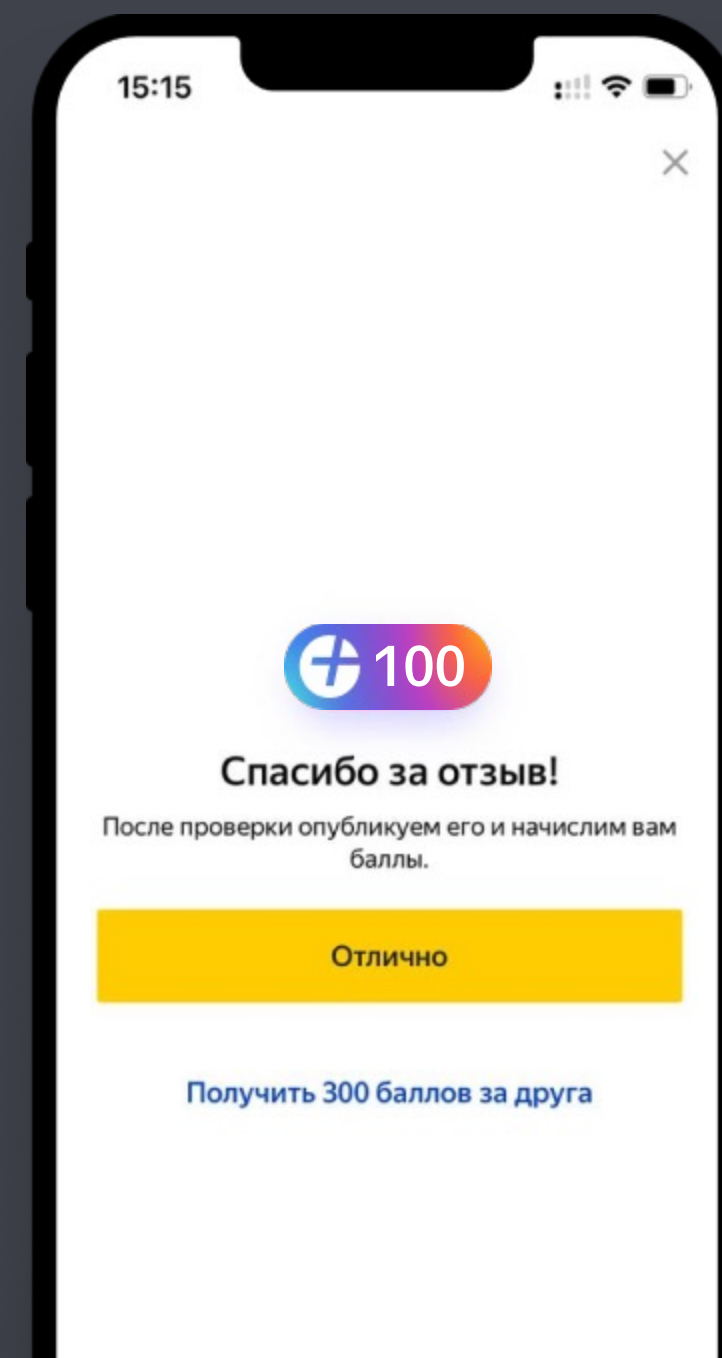 15:15
100
Спасибо за отзыв!
После проверки опубликуем его и начислим вам
баллы.
Отлично
Получить 300 баллов за друга